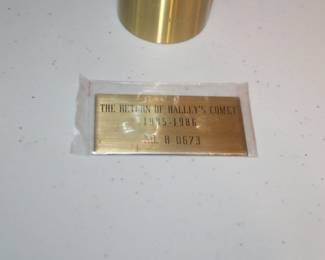 THE RETURN OF HALLEY'S COMET
1985-1986
NO. A 0673